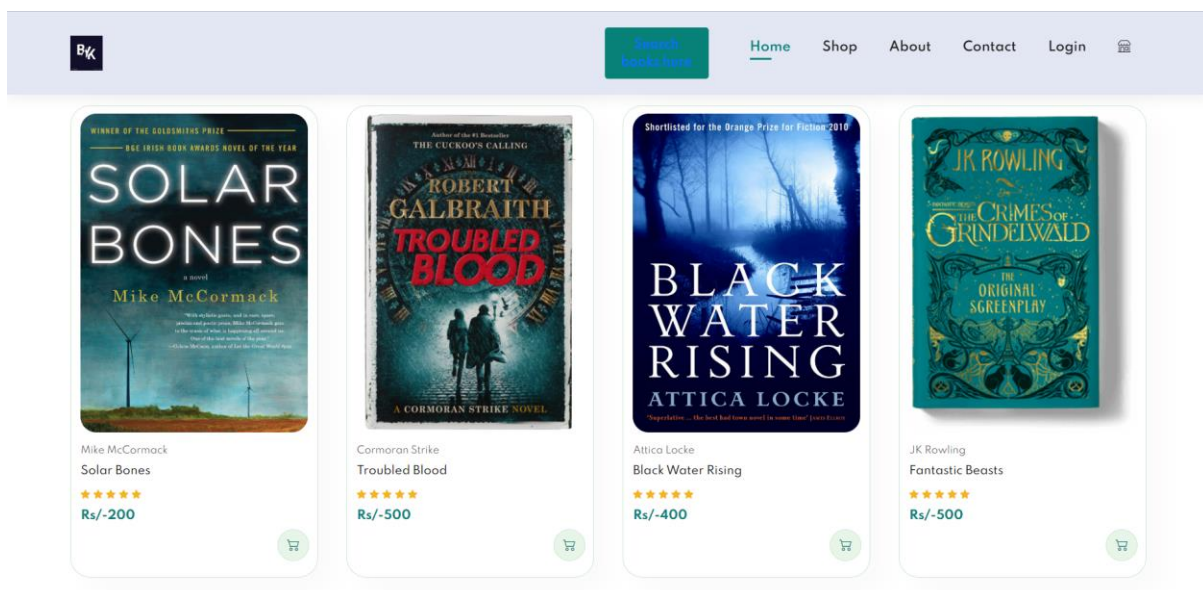 BK
Search
books here
Home
Shop
About
Contact
Login
WINNER OF THE GOLDSMITHS PRIZE
BGE IRISH BOOK AWARDS NOVEL OF THE YEAR
SOLAR
BONES
a novel
Mike McCormack
Mike McCormack
Solar Bones
Rs/-200
Author of the #1 Bestseller
THE CUCKOO'S CALLING
ROBERT
GALBRAITH
TROUBLED
BLOOD
A CORMORAN STRIKE NOVEL
Cormoran Strike
Troubled Blood
Rs/-500
Shortlisted for the Orange Prize for Fiction 2010
BLACK
WATER
RISING
ATTICA LOCKE
Attica Locke
Black Water Rising
Rs/-400
JK ROWLING
THE CRIMES OF
GRINDELWALD
THE
ORIGINAL
SCREENPLAY
JK Rowling
Fantastic Beasts
Rs/-500